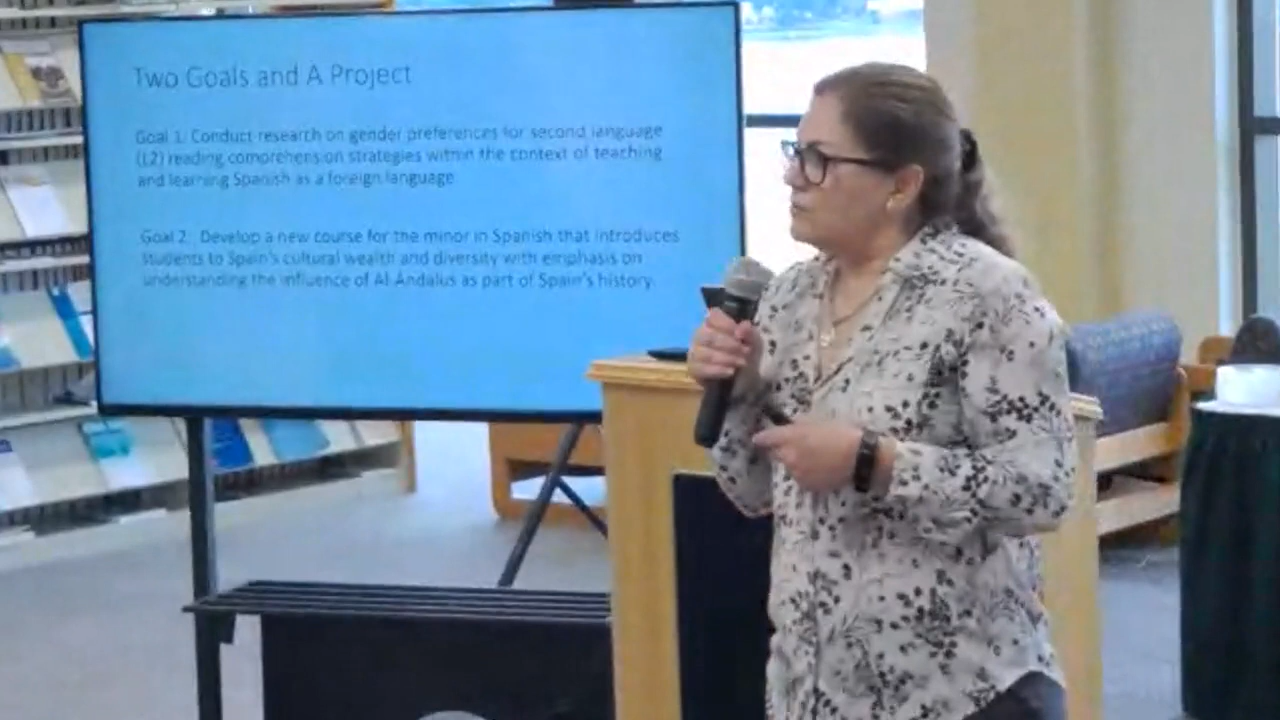 Two Goals and A Project
Goal 1: Conduct research on gender preferences for second language
(L2) reading comprehension strategies within the context of teaching
and learning Spanish as a foreign language
Goal 2: Develop a new course for the minor in Spanish that introduces
students to Spain's cultural wealth and diversity with emphasis on
understanding the influence of Al-Andalus as part of Spain's history.